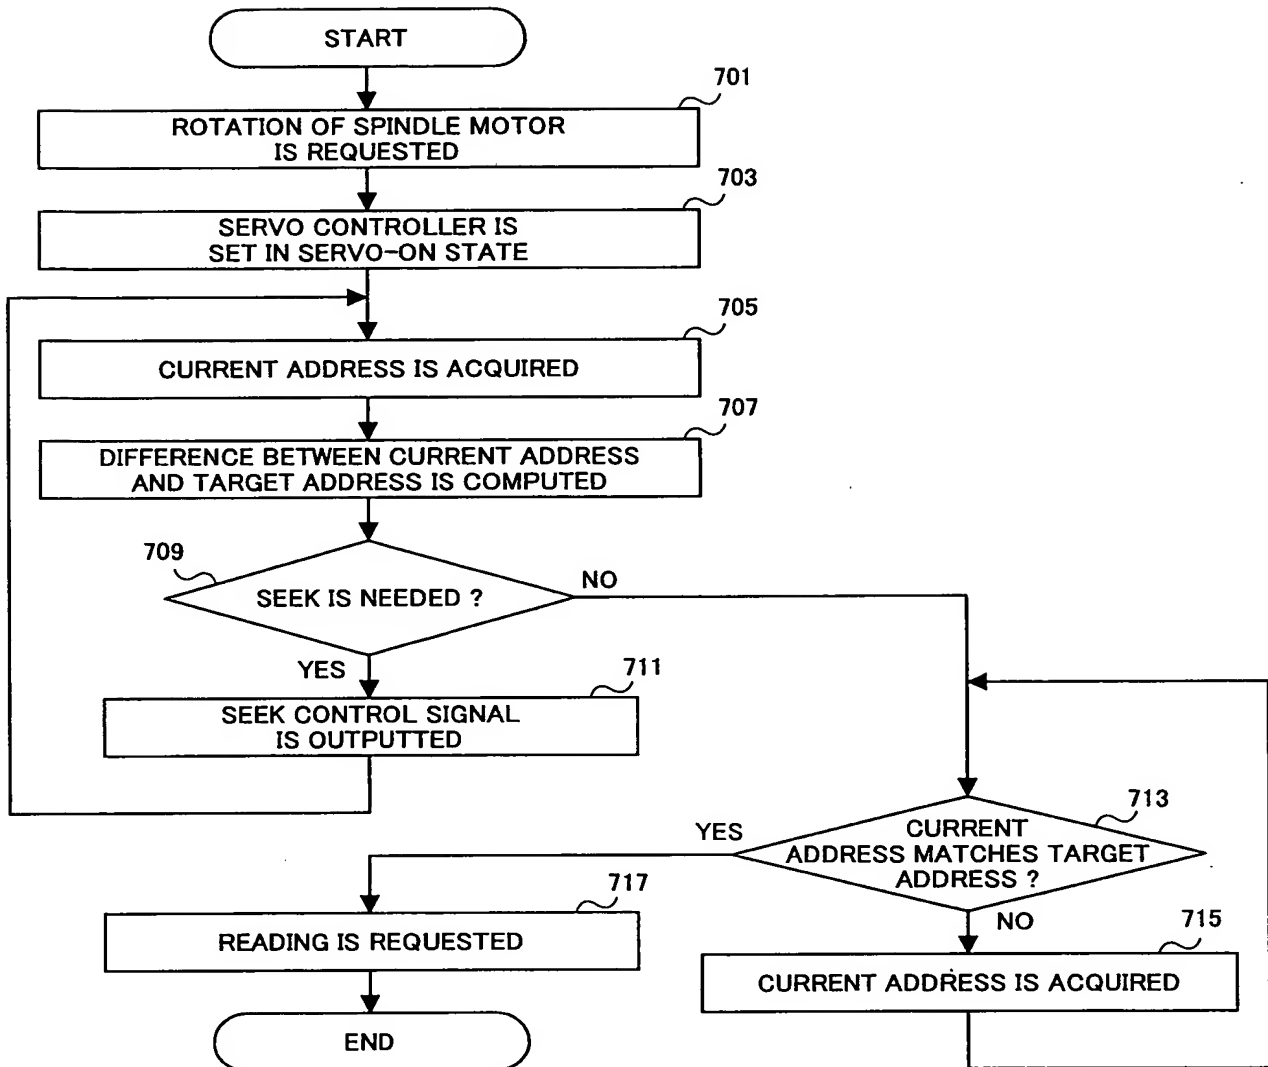 START
701
ROTATION OF SPINDLE MOTOR
IS REQUESTED
703
SERVO CONTROLLER IS
SET IN SERVO-ON STATE
705
CURRENT ADDRESS IS ACQUIRED
707
DIFFERENCE BETWEEN CURRENT ADDRESS
AND TARGET ADDRESS IS COMPUTED
709
SEEK IS NEEDED ?
NO
YES
711
SEEK CONTROL SIGNAL
IS OUTPUTTED
713
CURRENT
ADDRESS MATCHES TARGET
ADDRESS ?
YES
NO
717
READING IS REQUESTED
715
CURRENT ADDRESS IS ACQUIRED
END